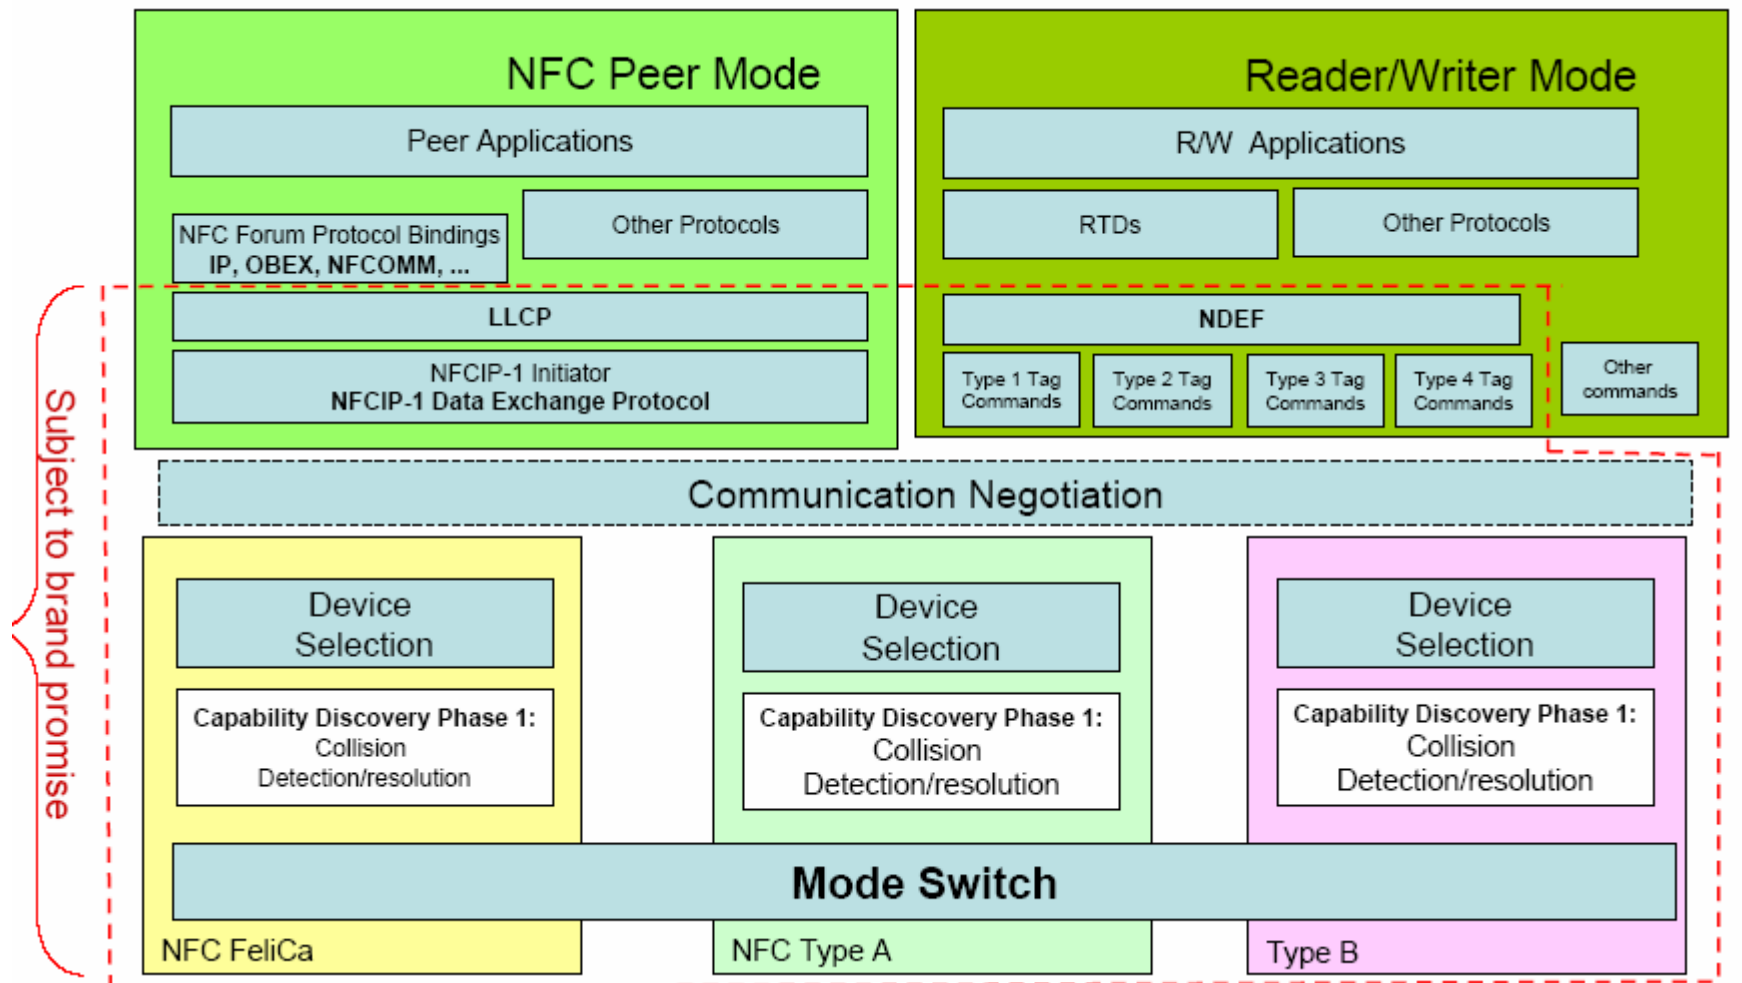 NFC Peer Mode
Peer Applications
NFC Forum Protocol Bindings
IP, OBEX, NFCOMM, ...
Other Protocols
LLCP
NFCIP-1 Initiator
NFCIP-1 Data Exchange Protocol
Reader/Writer Mode
R/W Applications
RTDs
Other Protocols
NDEF
Type 1 Tag
Commands
Type 2 Tag
Commands
Type 3 Tag
Commands
Type 4 Tag
Commands
Other
commands
Subject to brand promise
Communication Negotiation
Device
Selection
Capability Discovery Phase 1:
Collision
Detection/resolution
Device
Selection
Capability Discovery Phase 1:
Collision
Detection/resolution
Device
Selection
Capability Discovery Phase 1:
Collision
Detection/resolution
Mode Switch
NFC FeliCa
NFC Type A
Type B